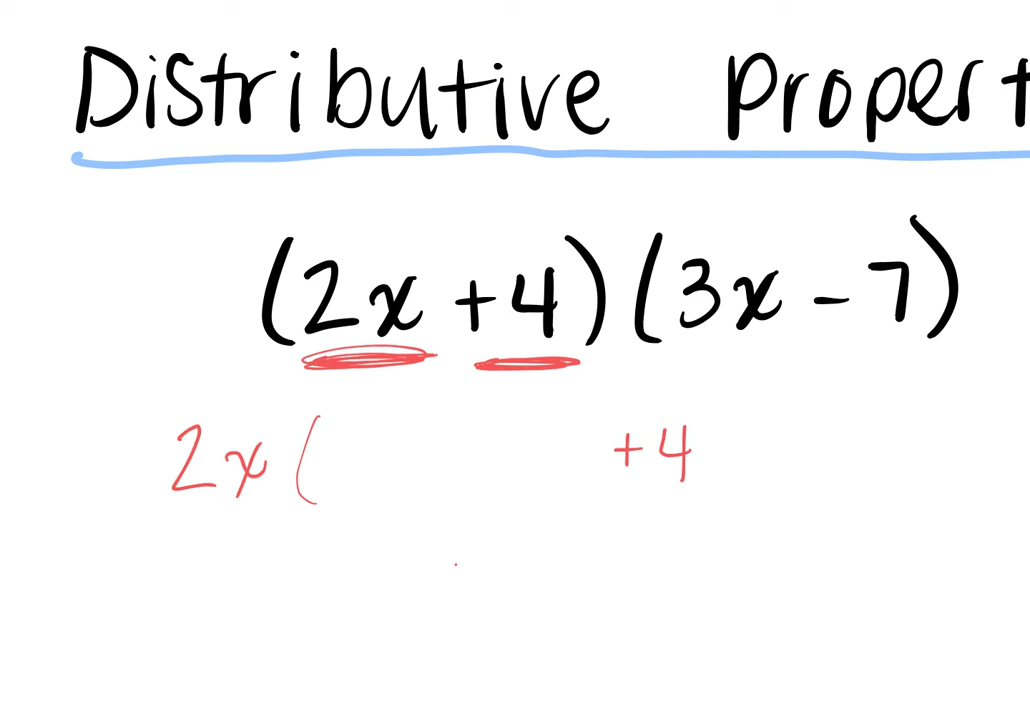 Distributive Propert
(2x + 4)(3x - 7)
2x ( + 4